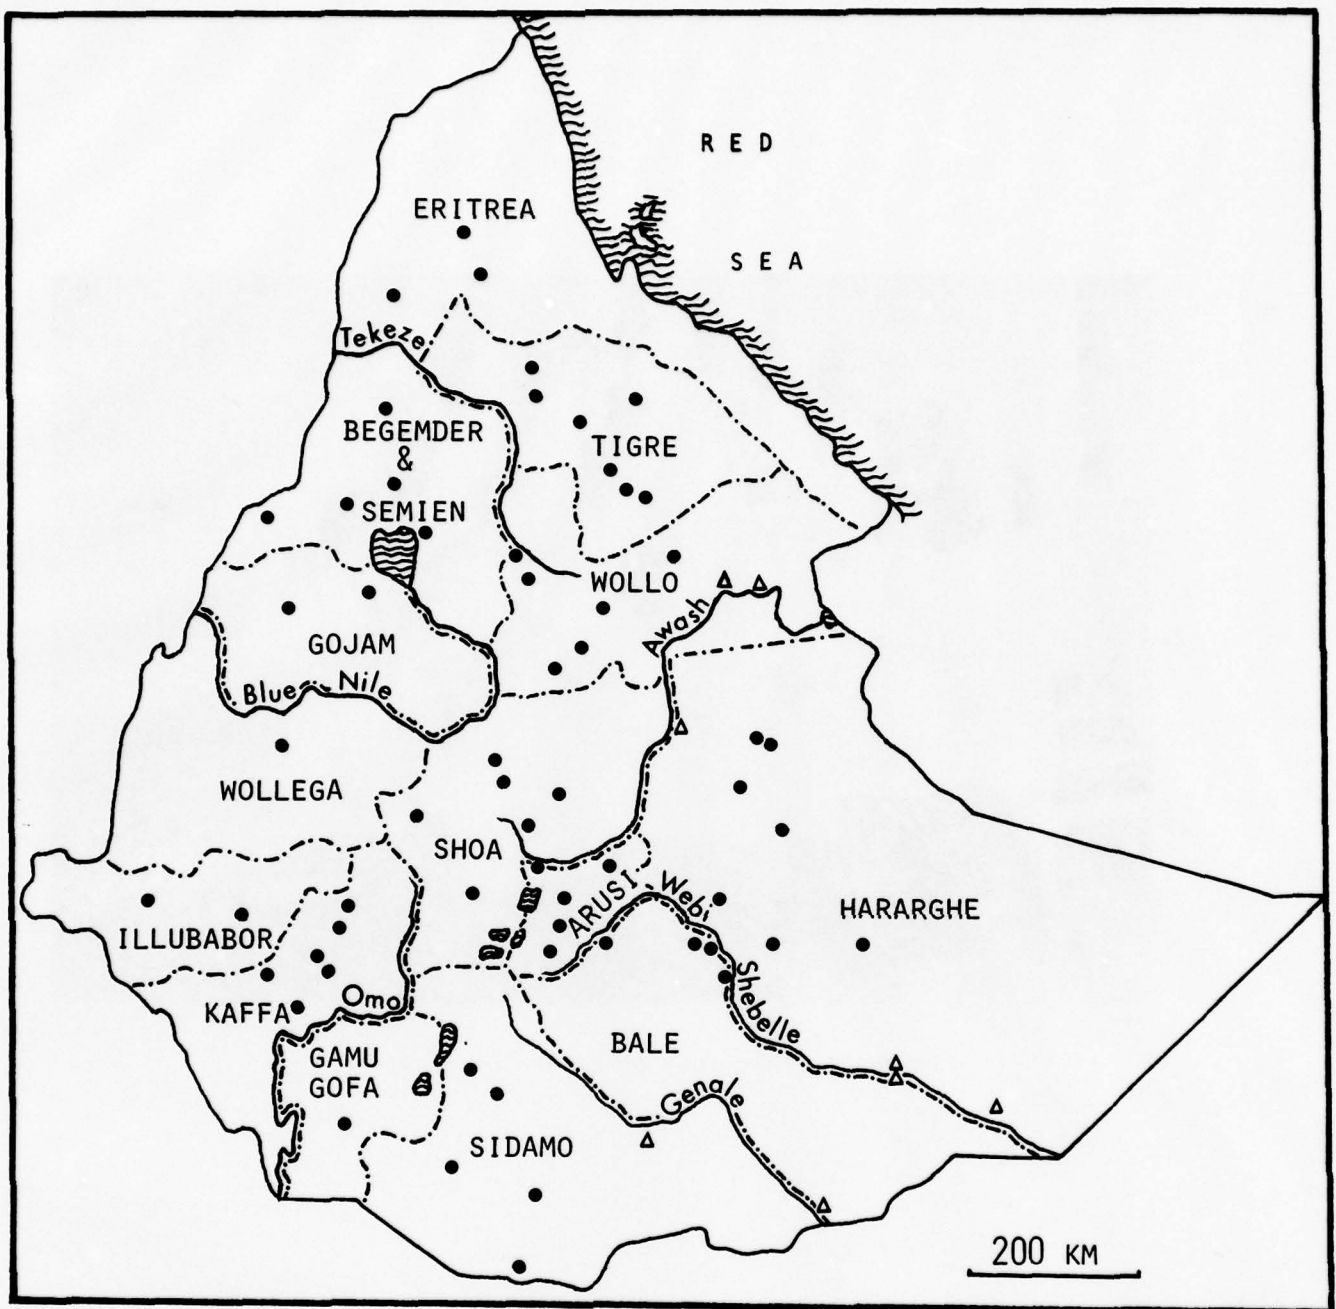 RED
SEA
ERITREA
Tekeze
BEGEMDER
&
SEMIEN
TIGRE
WOLLO
Awash
GOJAM
Blue Nile
WOLLEGA
SHOA
ARUSI
Webi
Shebelle
HARARGHE
ILLUBABOR
KAFFA
Omo
GAMU
GOFA
BALE
Genale
SIDAMO
200 KM